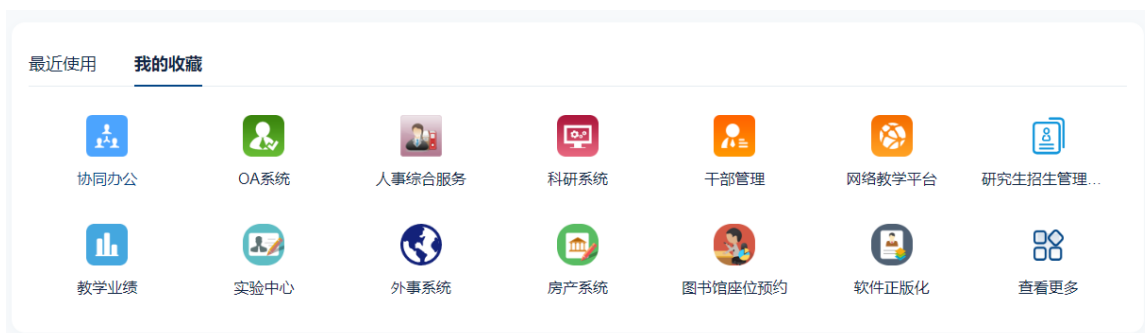 最近使用 我的收藏
协同办公 OA系统 人事综合服务 科研系统 干部管理 网络教学平台 研究生招生管理...
教学业绩 实验中心 外事系统 房产系统 图书馆座位预约 软件正版化 查看更多